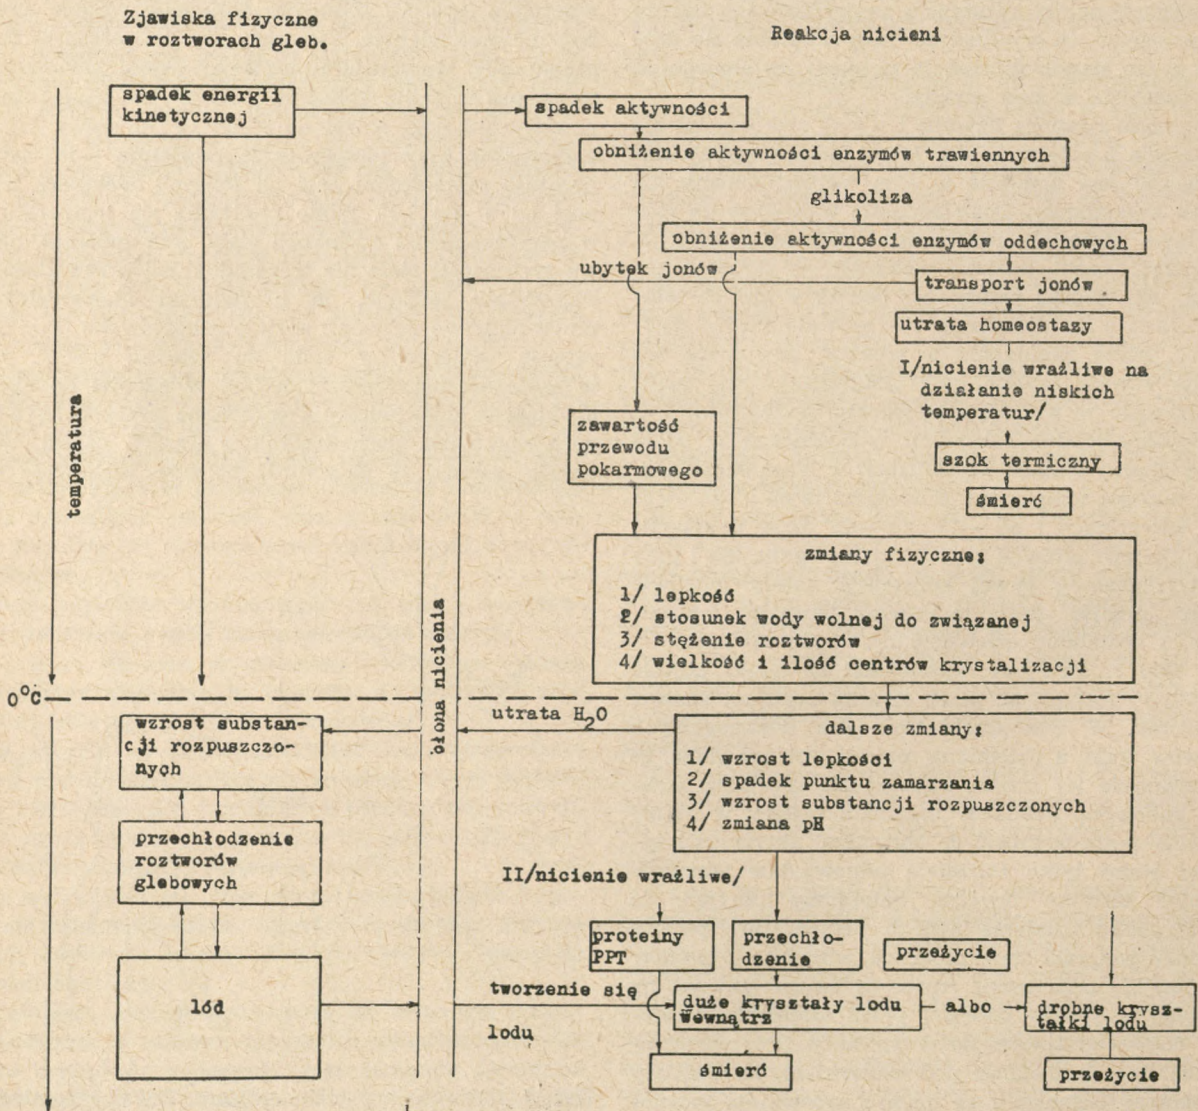 Zjawiska fizyczne
w roztworach gleb.
Reakcja nicieni
spadek energii
kinetycznej
spadek aktywności
obniżenie aktywności enzymów trawiennych
glikoliza
obniżenie aktywności enzymów oddechowych
ubytek jonów
transport jonów
utrata homeostazy
I/nicienie wrażliwe na
działanie niskich
temperatur/
temperatura
zawartość
przewodu
pokarmowego
szok termiczny
śmierć
zmiany fizyczne:
1/ lepkość
2/ stosunek wody wolnej do związanej
3/ stężenie roztworów
4/ wielkość i ilość centrów krystalizacji
błona nicienia
0°C
utrata H₂O
wzrost substan-
cji rozpuszczo-
nych
dalsze zmiany:
1/ wzrost lepkości
2/ spadek punktu zamarzania
3/ wzrost substancji rozpuszczonych
4/ zmiana pH
przechłodzenie
roztworów
glebowych
II/nicienie wrażliwe/
proteiny
PPT
przechło-
dzenie
przeżycie
lód
tworzenie się
lodu
duże kryształy lodu
wewnątrz
albo
drobne krysz-
tałki lodu
śmierć
przeżycie